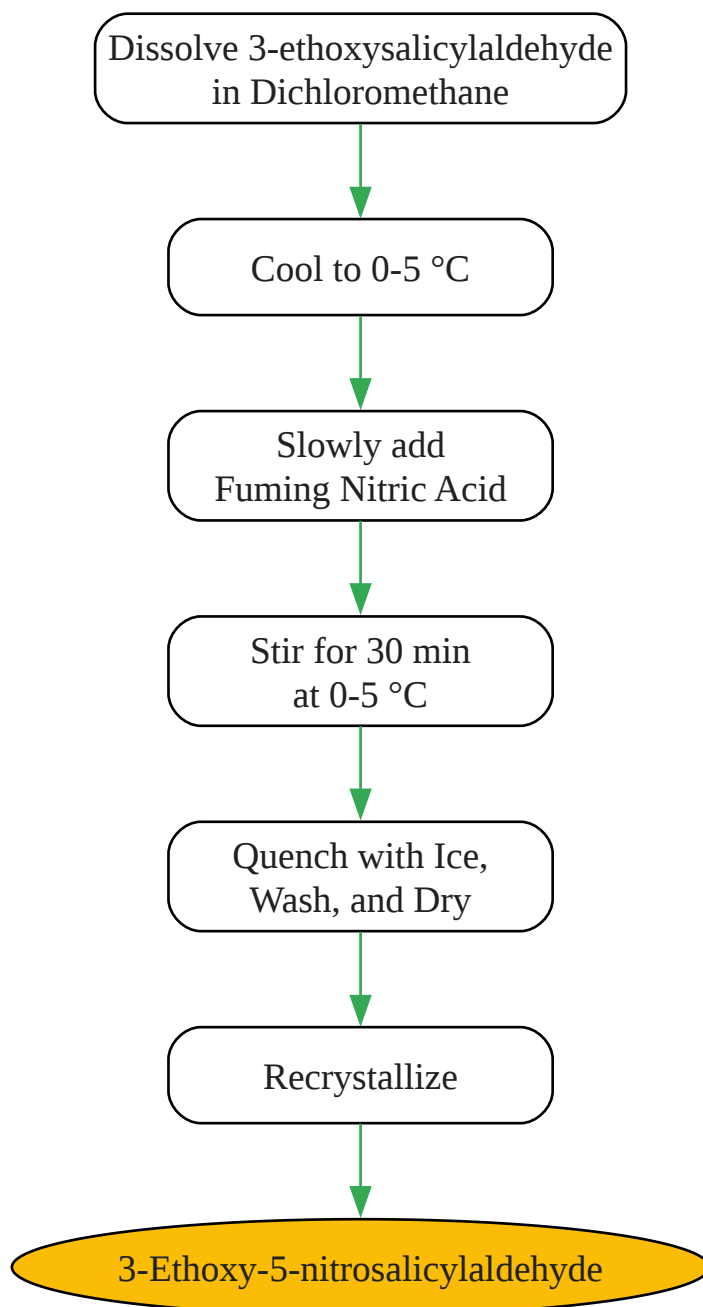 Dissolve 3-ethoxysalicylaldehyde
in Dichloromethane
Cool to 0-5 °C
Slowly add
Fuming Nitric Acid
Stir for 30 min
at 0-5 °C
Quench with Ice,
Wash, and Dry
Recrystallize
3-Ethoxy-5-nitrosalicylaldehyde